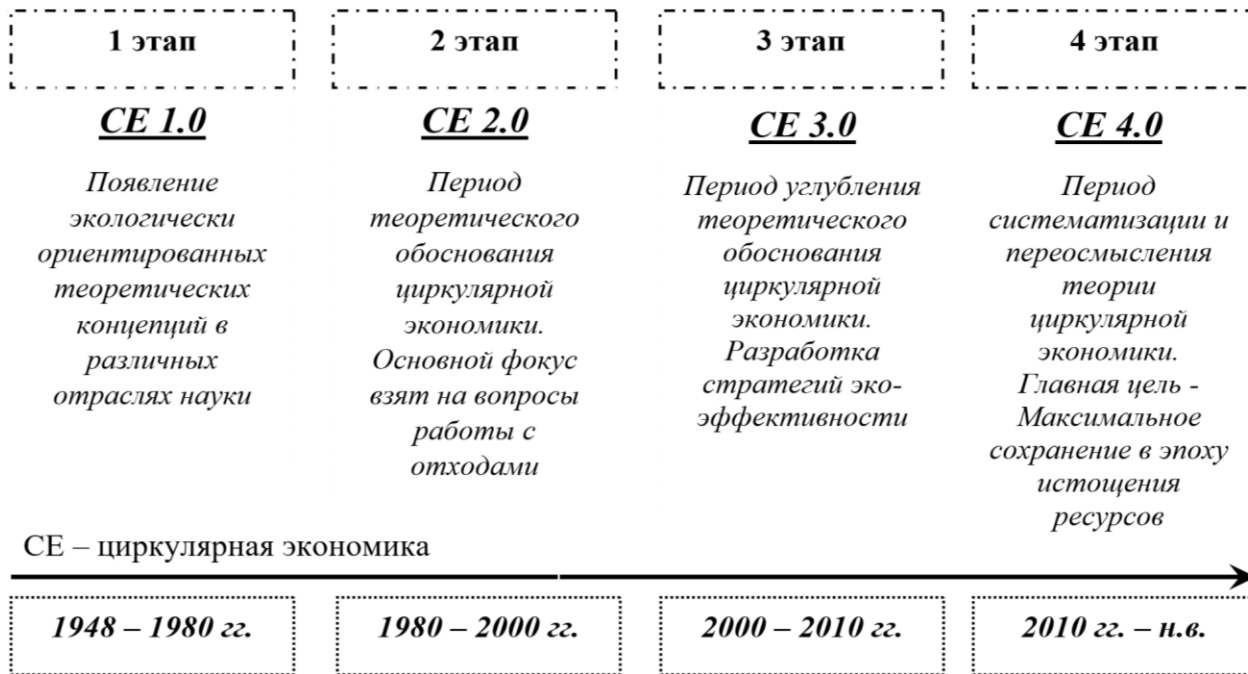 1 этап
2 этап
3 этап
4 этап
CE 1.0
Появление
экологически
ориентированных
теоретических
концепций в
различных
отраслях науки
CE 2.0
Период
теоретического
обоснования
циркулярной
экономики.
Основной фокус
взят на вопросы
работы с
отходами
CE 3.0
Период углубления
теоретического
обоснования
циркулярной
экономики.
Разработка
стратегий эко-
эффективности
CE 4.0
Период
систематизации и
переосмысления
теории
циркулярной
экономики.
Главная цель -
Максимальное
сохранение в эпоху
истощения
ресурсов
CE – циркулярная экономика
1948 – 1980 гг.
1980 – 2000 гг.
2000 – 2010 гг.
2010 гг. – н.в.